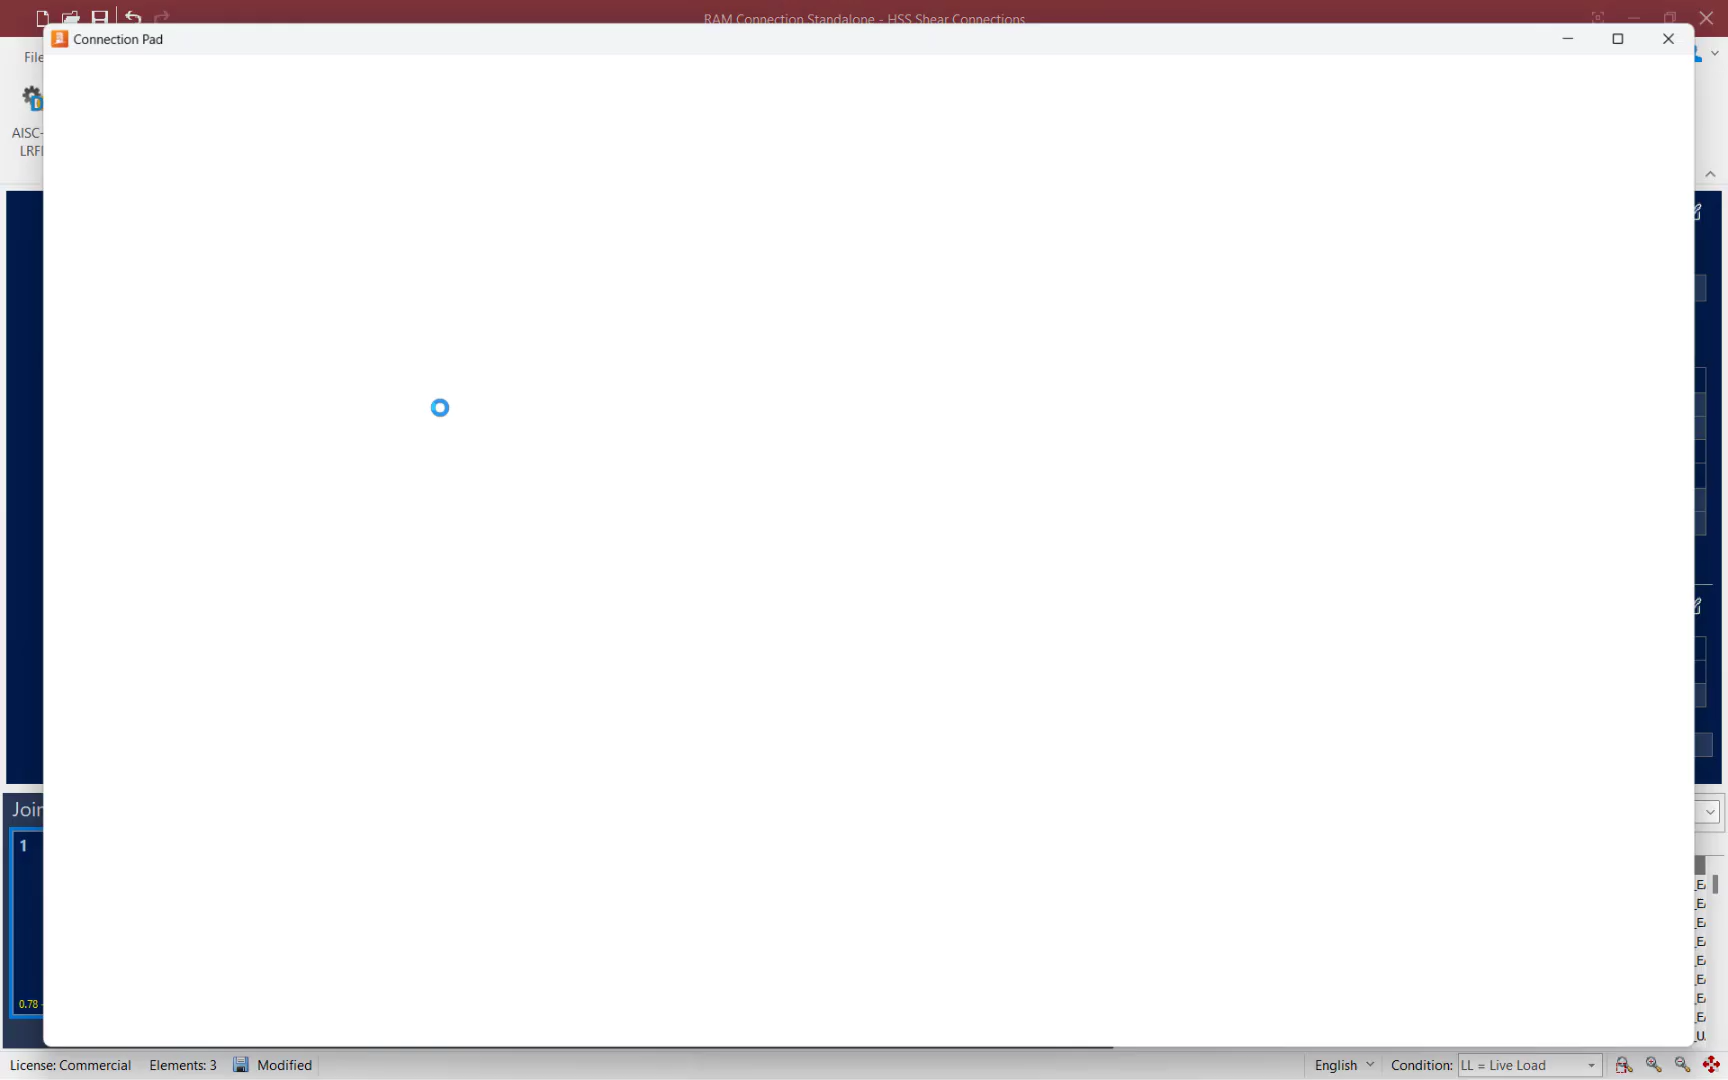 RAM Connection Standalone - HSS Shear Connections
Connection Pad
File
AISC-
LRF
Join
1
0.78
License: Commercial
Elements: 3
Modified
English
Condition:
LL = Live Load